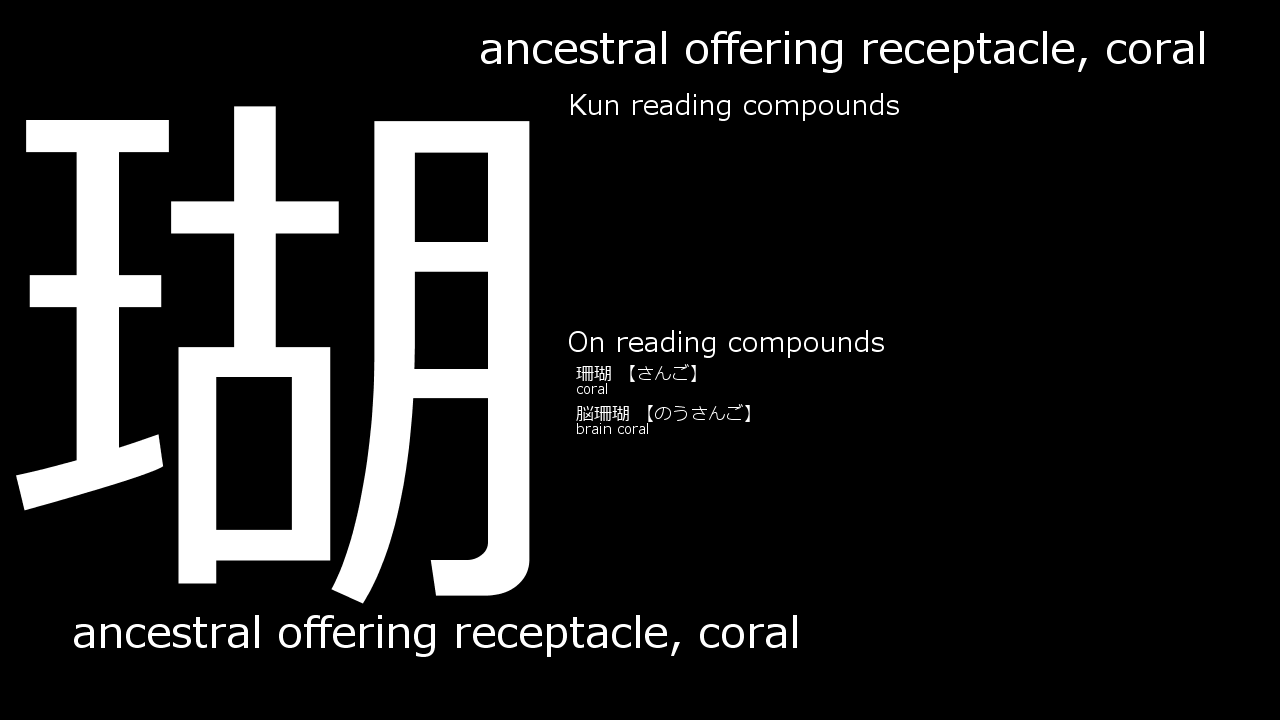 ancestral offering receptacle, coral
瑚
Kun reading compounds
On reading compounds
珊瑚 【さんご】
coral
脳珊瑚 【のうさんご】
brain coral
ancestral offering receptacle, coral